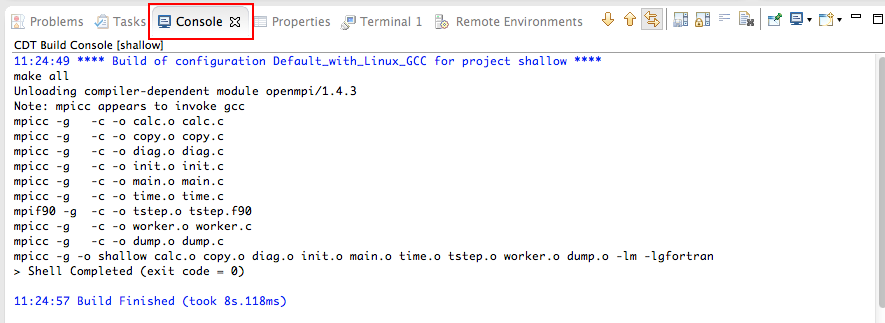 Problems Tasks Console Properties Terminal 1 Remote Environments
CDT Build Console [shallow]
11:24:49 **** Build of configuration Default_with_Linux_GCC for project shallow ****
make all
Unloading compiler-dependent module openmpi/1.4.3
Note: mpicc appears to invoke gcc
mpicc -g   -c -o calc.o calc.c
mpicc -g   -c -o copy.o copy.c
mpicc -g   -c -o diag.o diag.c
mpicc -g   -c -o init.o init.c
mpicc -g   -c -o main.o main.c
mpicc -g   -c -o time.o time.c
mpif90 -g  -c -o tstep.o tstep.f90
mpicc -g   -c -o worker.o worker.c
mpicc -g   -c -o dump.o dump.c
mpicc -g -o shallow calc.o copy.o diag.o init.o main.o time.o tstep.o worker.o dump.o -lm -lgfortran
> Shell Completed (exit code = 0)
11:24:57 Build Finished (took 8s.118ms)